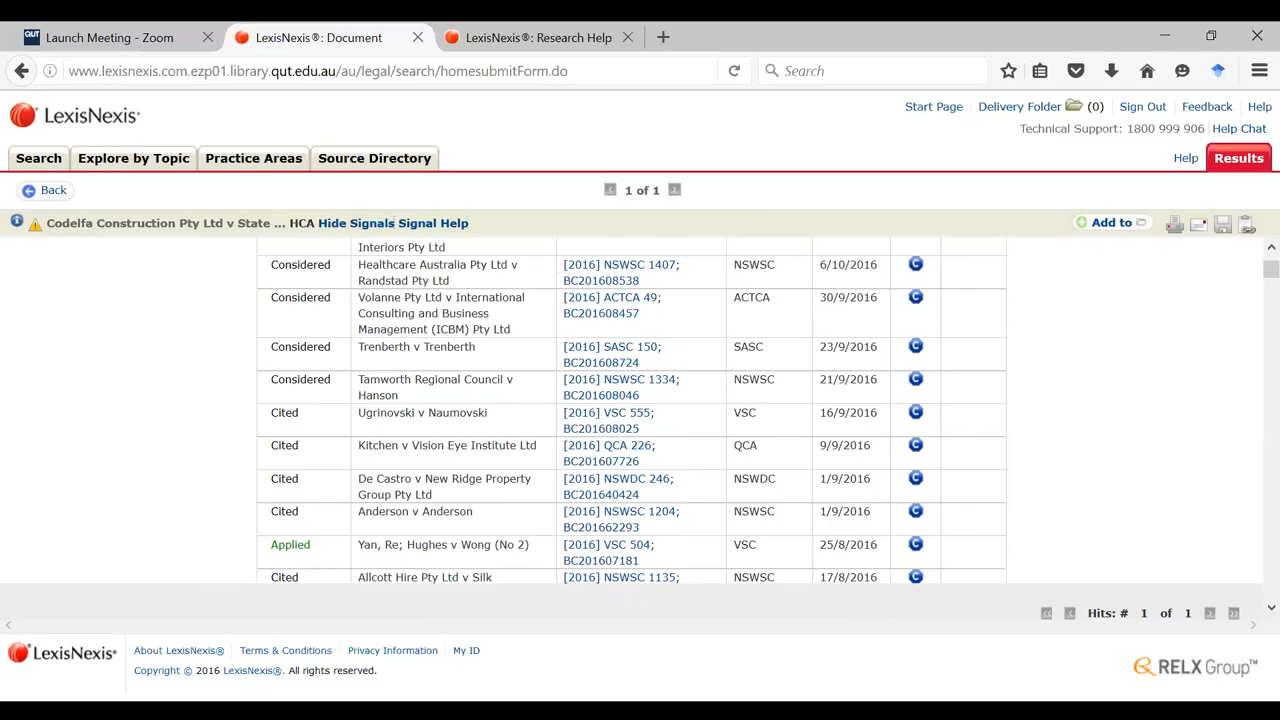 QUT Launch Meeting - Zoom
LexisNexis®: Document
LexisNexis®: Research Help
www.lexisnexis.com.ezp01.library.qut.edu.au/au/legal/search/homesubmitForm.do
Search
LexisNexis®
Start Page Delivery Folder (0) Sign Out Feedback Help
Technical Support: 1800 999 906 Help Chat
Search Explore by Topic Practice Areas Source Directory
Help Results
Back
1 of 1
Codelfa Construction Pty Ltd v State ... HCA Hide Signals Signal Help
Add to
Interiors Pty Ltd
Considered Healthcare Australia Pty Ltd v [2016] NSWSC 1407; NSWSC 6/10/2016 C
Randstad Pty Ltd BC201608538
Considered Volanne Pty Ltd v International [2016] ACTCA 49; ACTCA 30/9/2016 C
Consulting and Business BC201608457
Management (ICBM) Pty Ltd
Considered Trenberth v Trenberth [2016] SASC 150; SASC 23/9/2016 C
BC201608724
Considered Tamworth Regional Council v [2016] NSWSC 1334; NSWSC 21/9/2016 C
Hanson BC201608046
Cited Ugrinovski v Naumovski [2016] VSC 555; VSC 16/9/2016 C
BC201608025
Cited Kitchen v Vision Eye Institute Ltd [2016] QCA 226; QCA 9/9/2016 C
BC201607726
Cited De Castro v New Ridge Property [2016] NSWDC 246; NSWDC 1/9/2016 C
Group Pty Ltd BC201640424
Cited Anderson v Anderson [2016] NSWSC 1204; NSWSC 1/9/2016 C
BC201662293
Applied Yan, Re; Hughes v Wong (No 2) [2016] VSC 504; VSC 25/8/2016 C
BC201607181
Cited Allcott Hire Pty Ltd v Silk [2016] NSWSC 1135; NSWSC 17/8/2016 C
Hits: # 1 of 1
LexisNexis®
About LexisNexis® Terms & Conditions Privacy Information My ID
Copyright © 2016 LexisNexis®. All rights reserved.
RELX Group™